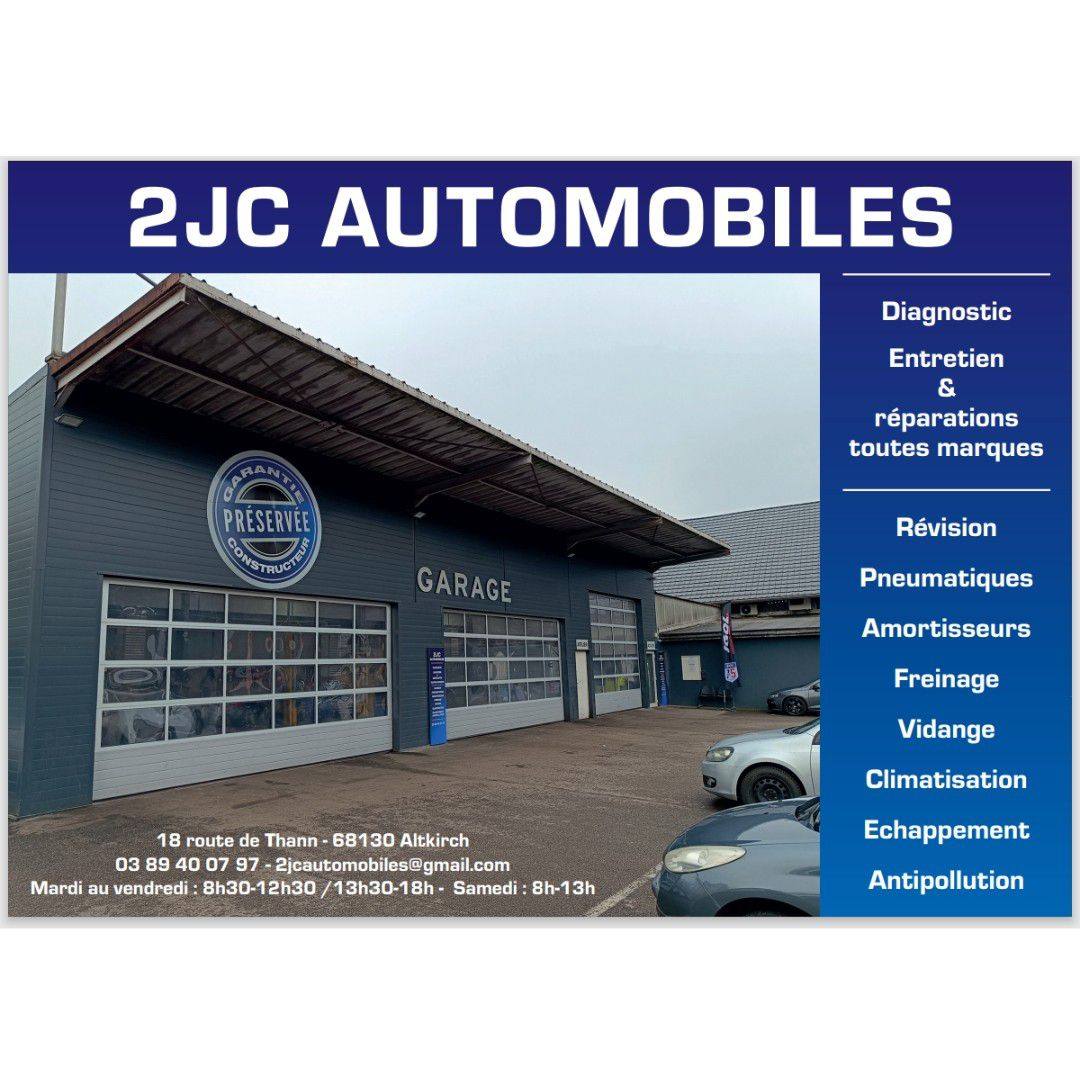 2JC AUTOMOBILES
Diagnostic
Entretien
&
réparations
toutes marques
Révision
Pneumatiques
Amortisseurs
Freinage
Vidange
Climatisation
Echappement
Antipollution
GARANTIE
PRÉSERVÉE
CONSTRUCTEUR
GARAGE
2JC
18 route de Thann - 68130 Altkirch
03 89 40 07 97 - 2jcautomobiles@gmail.com
Mardi au vendredi : 8h30-12h30 /13h30-18h - Samedi : 8h-13h